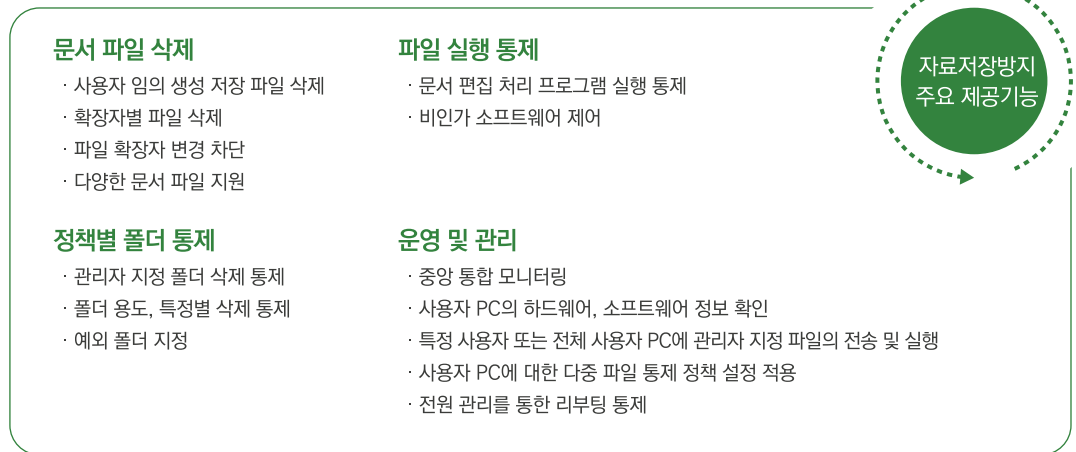 자료저장방지
주요 제공기능
문서 파일 삭제
· 사용자 임의 생성 저장 파일 삭제
· 확장자별 파일 삭제
· 파일 확장자 변경 차단
· 다양한 문서 파일 지원
파일 실행 통제
· 문서 편집 처리 프로그램 실행 통제
· 비인가 소프트웨어 제어
정책별 폴더 통제
· 관리자 지정 폴더 삭제 통제
· 폴더 용도, 특정별 삭제 통제
· 예외 폴더 지정
운영 및 관리
· 중앙 통합 모니터링
· 사용자 PC의 하드웨어, 소프트웨어 정보 확인
· 특정 사용자 또는 전체 사용자 PC에 관리자 지정 파일의 전송 및 실행
· 사용자 PC에 대한 다중 파일 통제 정책 설정 적용
· 전원 관리를 통한 리부팅 통제